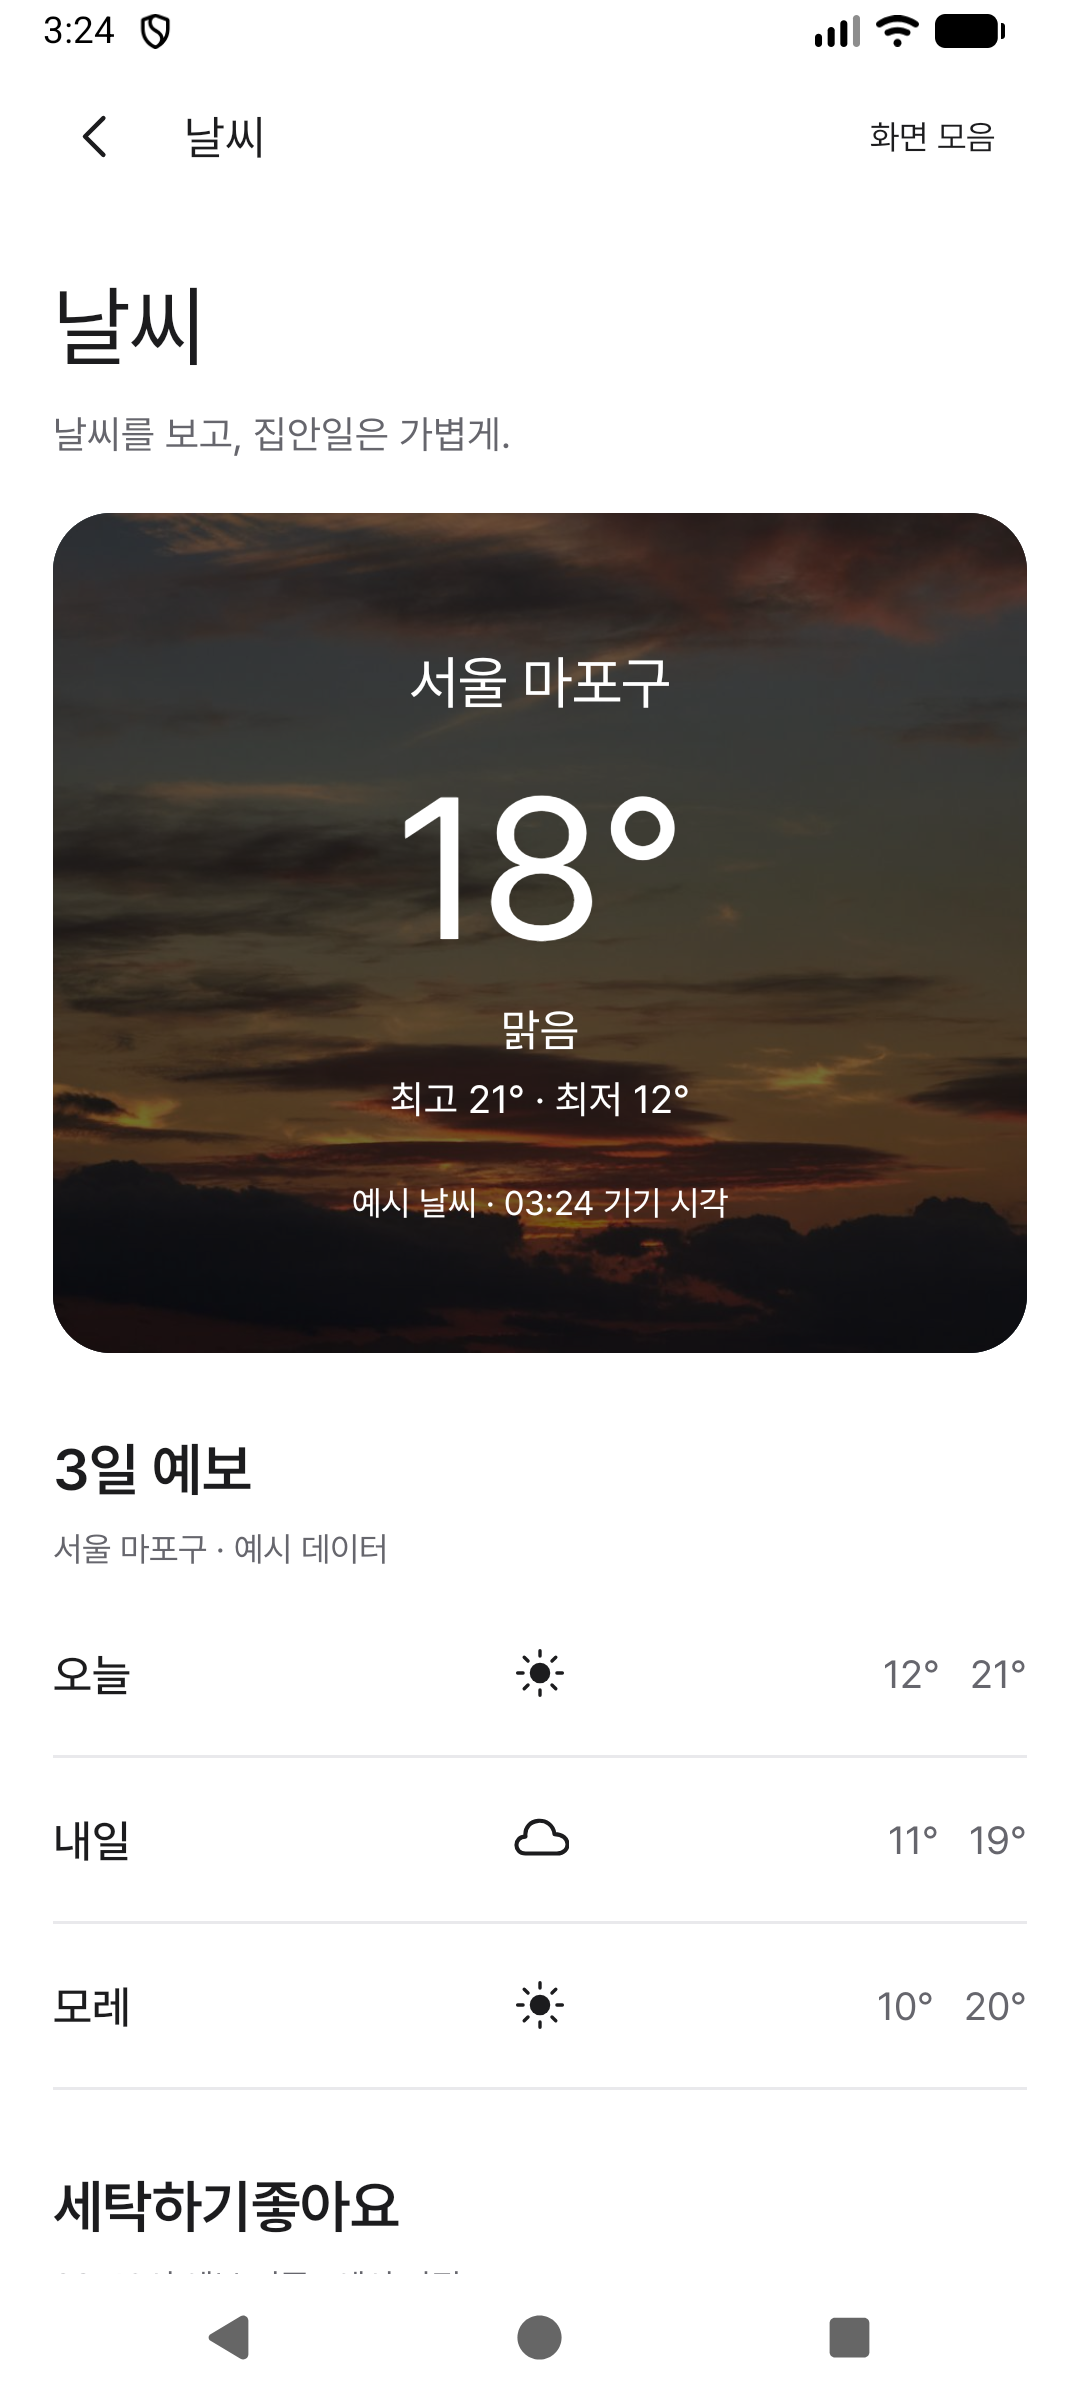 3:24
날씨
화면 모음
날씨
날씨를 보고, 집안일은 가볍게.
서울 마포구
18°
맑음
최고 21° · 최저 12°
예시 날씨 · 03:24 기기 시각
3일 예보
서울 마포구 · 예시 데이터
오늘 12° 21°
내일 11° 19°
모레 10° 20°
세탁하기좋아요